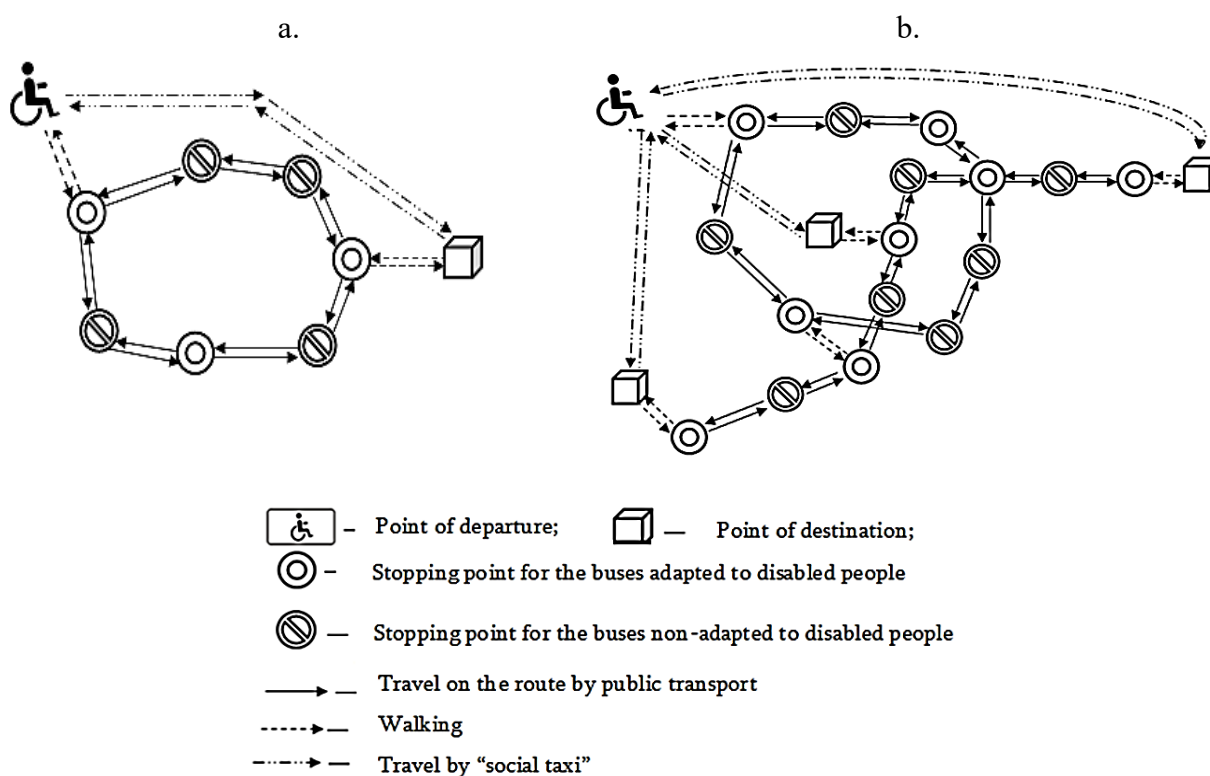 a.
b.
– Point of departure;
— Point of destination;
– Stopping point for the buses adapted to disabled people
— Stopping point for the buses non-adapted to disabled people
— Travel on the route by public transport
— Walking
— Travel by “social taxi”